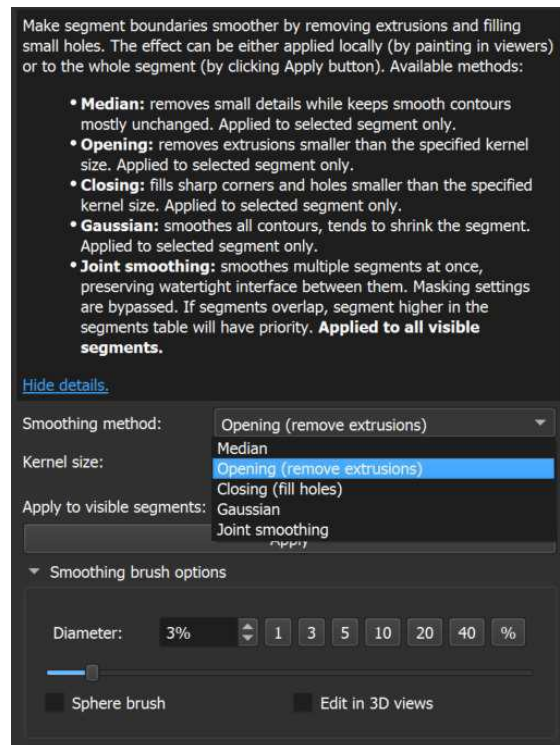 Make segment boundaries smoother by removing extrusions and filling
small holes. The effect can be either applied locally (by painting in viewers)
or to the whole segment (by clicking Apply button). Available methods:
• Median: removes small details while keeps smooth contours
mostly unchanged. Applied to selected segment only.
• Opening: removes extrusions smaller than the specified kernel
size. Applied to selected segment only.
• Closing: fills sharp corners and holes smaller than the specified
kernel size. Applied to selected segment only.
• Gaussian: smoothes all contours, tends to shrink the segment.
Applied to selected segment only.
• Joint smoothing: smoothes multiple segments at once,
preserving watertight interface between them. Masking settings
are bypassed. If segments overlap, segment higher in the
segments table will have priority. Applied to all visible
segments.
Hide details.
Smoothing method: Opening (remove extrusions)
Median
Kernel size: Opening (remove extrusions)
Closing (fill holes)
Apply to visible segments: Gaussian
Joint smoothing
Apply
Smoothing brush options
Diameter: 3% 1 3 5 10 20 40 %
Sphere brush Edit in 3D views